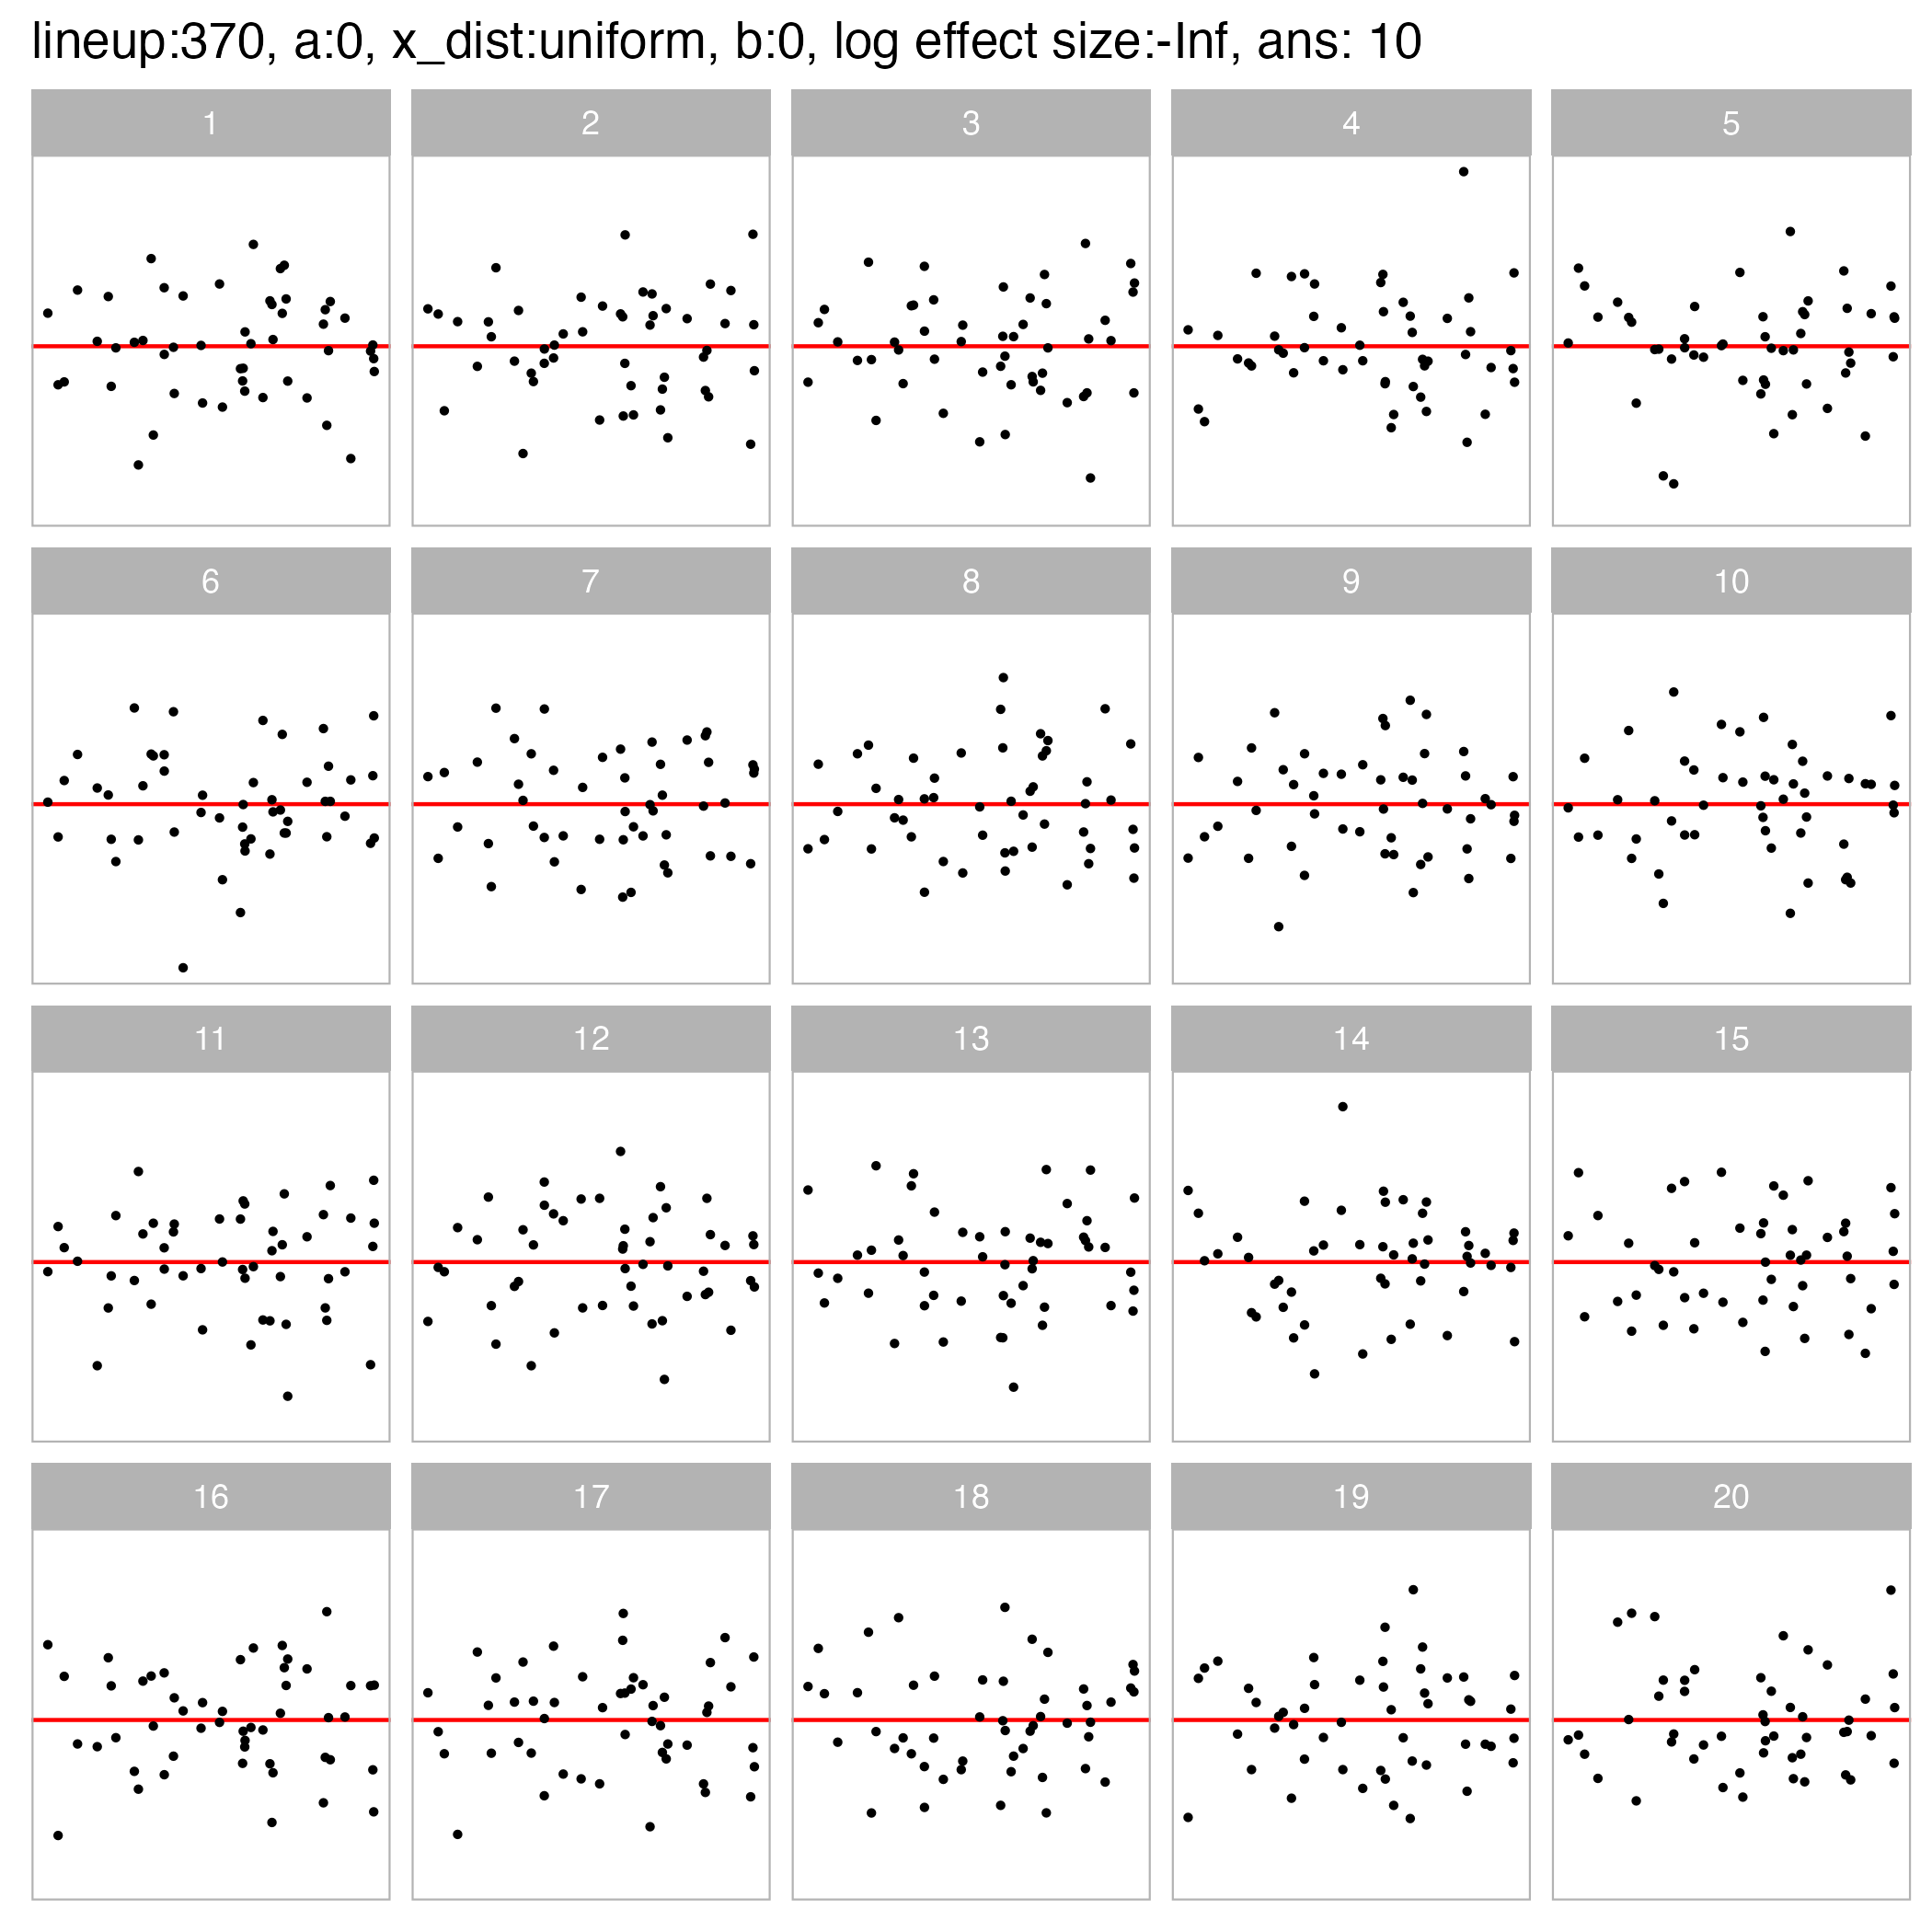 lineup:370, a:0, x_dist:uniform, b:0, log effect size:-Inf, ans: 10
1 2 3 4 5
6 7 8 9 10
11 12 13 14 15
16 17 18 19 20